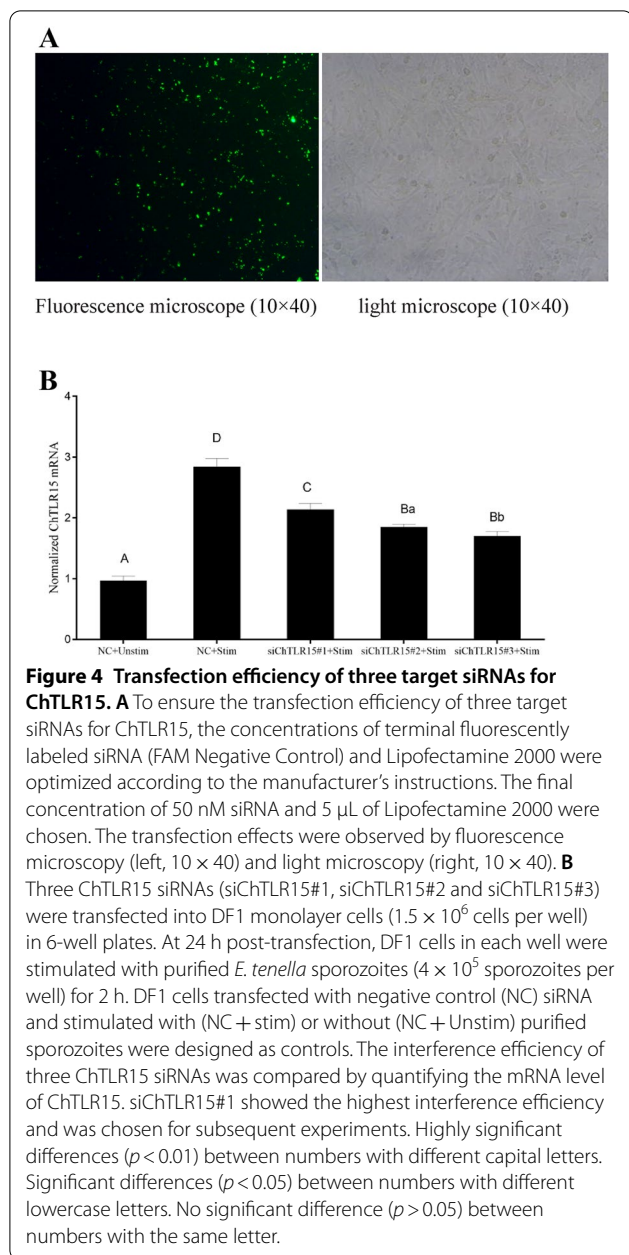 A
Fluorescence microscope (10×40) light microscope (10×40)
B
Normalized ChTLR15 mRNA
4
3
2
1
0
A
D
C
Ba
Bb
NC+Unstim NC+Stim siChTLR15#1+Stim siChTLR15#2+Stim siChTLR15#3+Stim
Figure 4 Transfection efficiency of three target siRNAs for
ChTLR15. A To ensure the transfection efficiency of three target
siRNAs for ChTLR15, the concentrations of terminal fluorescently
labeled siRNA (FAM Negative Control) and Lipofectamine 2000 were
optimized according to the manufacturer's instructions. The final
concentration of 50 nM siRNA and 5 µL of Lipofectamine 2000 were
chosen. The transfection effects were observed by fluorescence
microscopy (left, 10 × 40) and light microscopy (right, 10 × 40). B
Three ChTLR15 siRNAs (siChTLR15#1, siChTLR15#2 and siChTLR15#3)
were transfected into DF1 monolayer cells (1.5 × 10⁶ cells per well)
in 6-well plates. At 24 h post-transfection, DF1 cells in each well were
stimulated with purified E. tenella sporozoites (4 × 10⁵ sporozoites per
well) for 2 h. DF1 cells transfected with negative control (NC) siRNA
and stimulated with (NC + stim) or without (NC + Unstim) purified
sporozoites were designed as controls. The interference efficiency of
three ChTLR15 siRNAs was compared by quantifying the mRNA level
of ChTLR15. siChTLR15#1 showed the highest interference efficiency
and was chosen for subsequent experiments. Highly significant
differences (p < 0.01) between numbers with different capital letters.
Significant differences (p < 0.05) between numbers with different
lowercase letters. No significant difference (p > 0.05) between
numbers with the same letter.